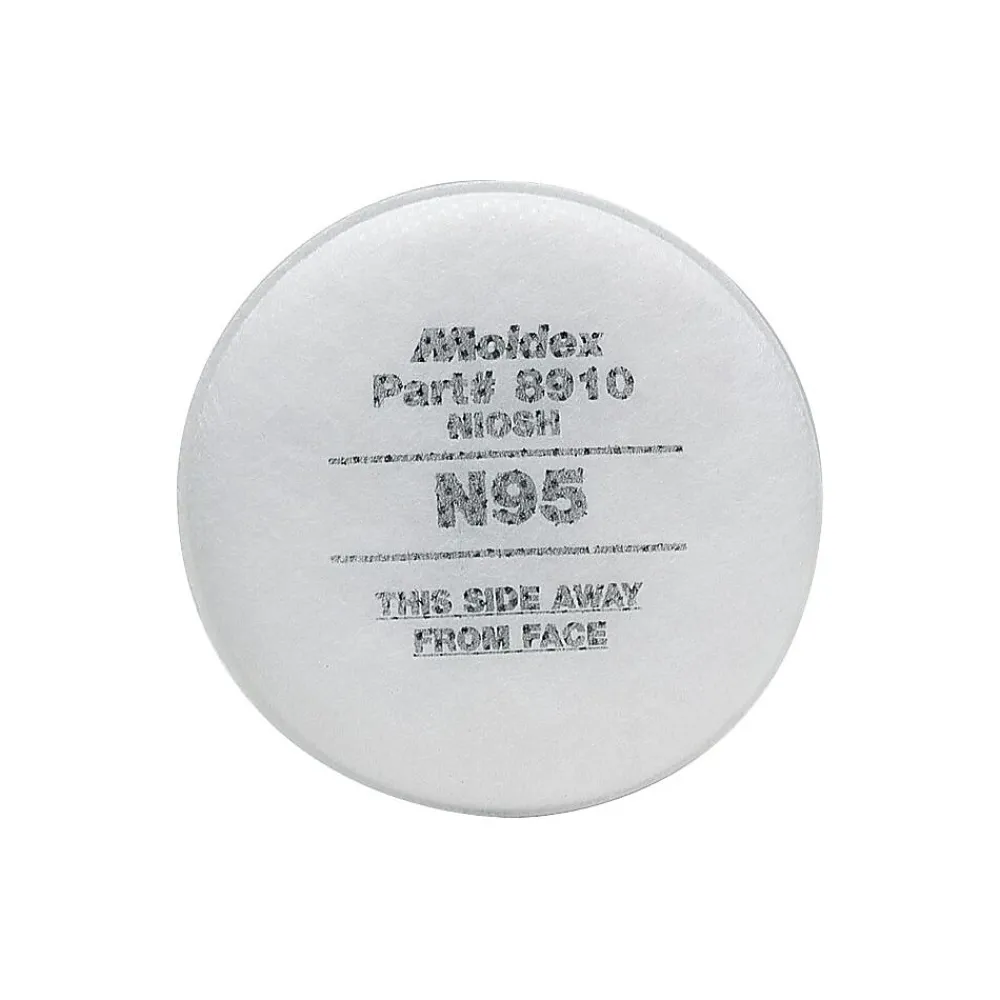 Moldex
Part# 8910
NIOSH
N95
THIS SIDE AWAY
FROM FACE